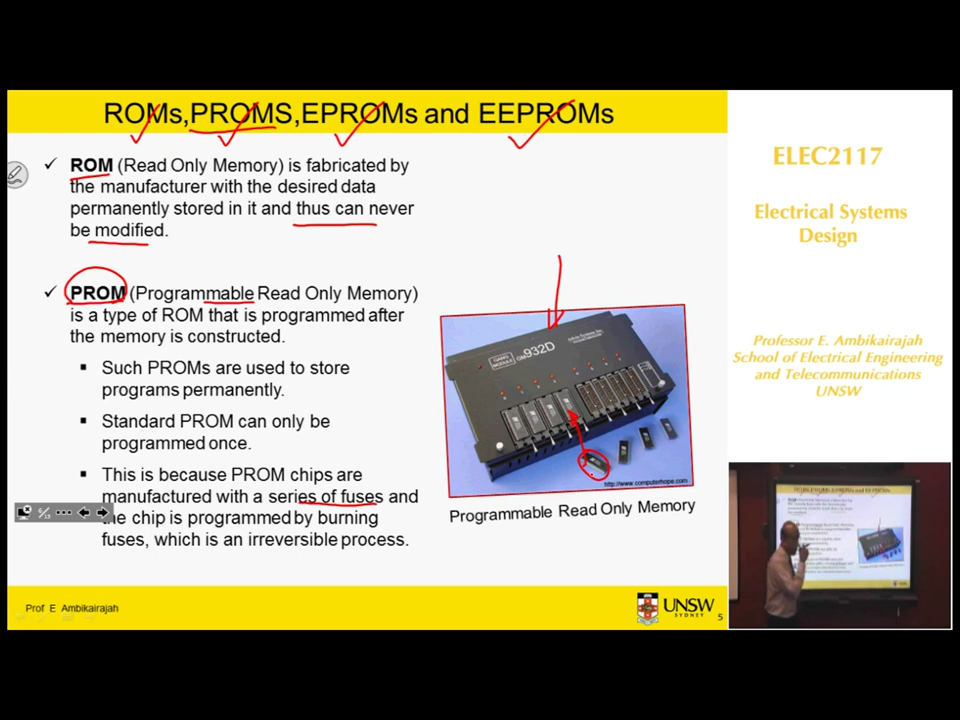 ROMs,PROMS,EPROMs and EEPROMs
✓ ROM (Read Only Memory) is fabricated by
the manufacturer with the desired data
permanently stored in it and thus can never
be modified.
✓ PROM (Programmable Read Only Memory)
is a type of ROM that is programmed after
the memory is constructed.
▪ Such PROMs are used to store
programs permanently.
▪ Standard PROM can only be
programmed once.
▪ This is because PROM chips are
manufactured with a series of fuses and
the chip is programmed by burning
fuses, which is an irreversible process.
GANG
MODULE
GM-932D
http://www.computerhope.com
Programmable Read Only Memory
Prof E Ambikairajah
UNSW
SYDNEY
5
ELEC2117
Electrical Systems
Design
Professor E. Ambikairajah
School of Electrical Engineering
and Telecommunications
UNSW